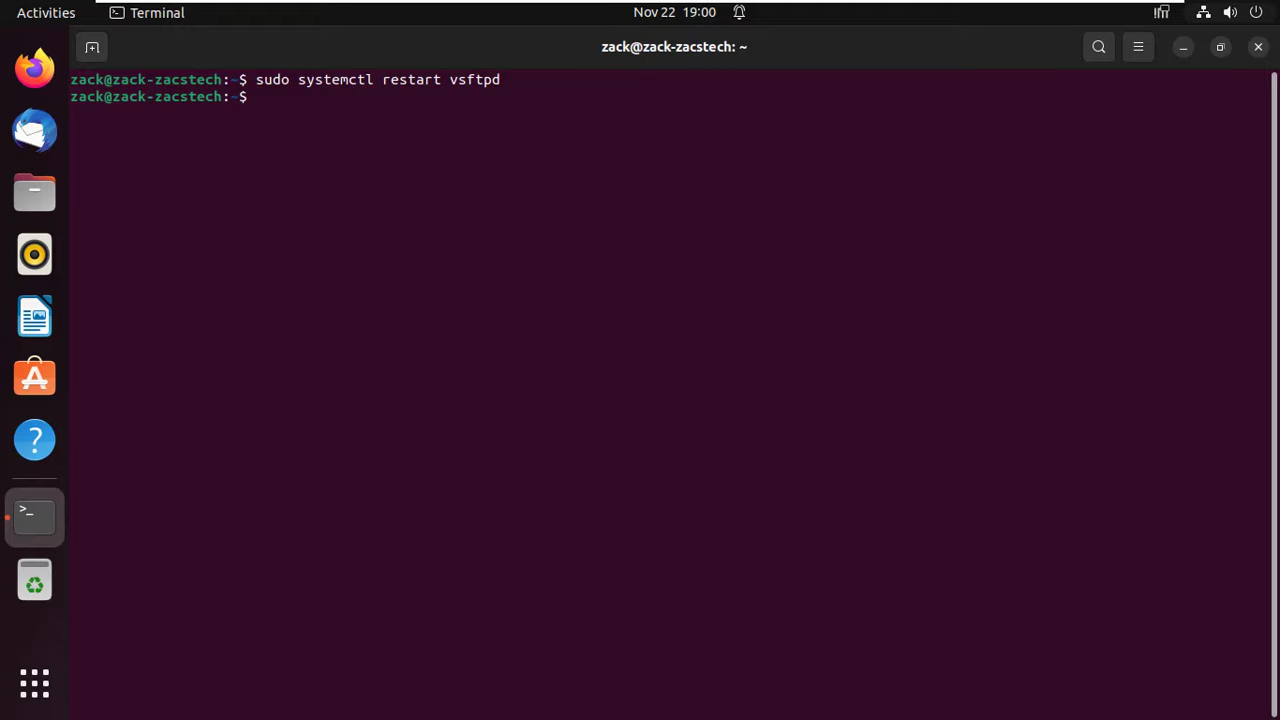 Activities
Terminal
Nov 22 19:00
zack@zack-zacstech: ~
zack@zack-zacstech:~$ sudo systemctl restart vsftpd
zack@zack-zacstech:~$
>_
?